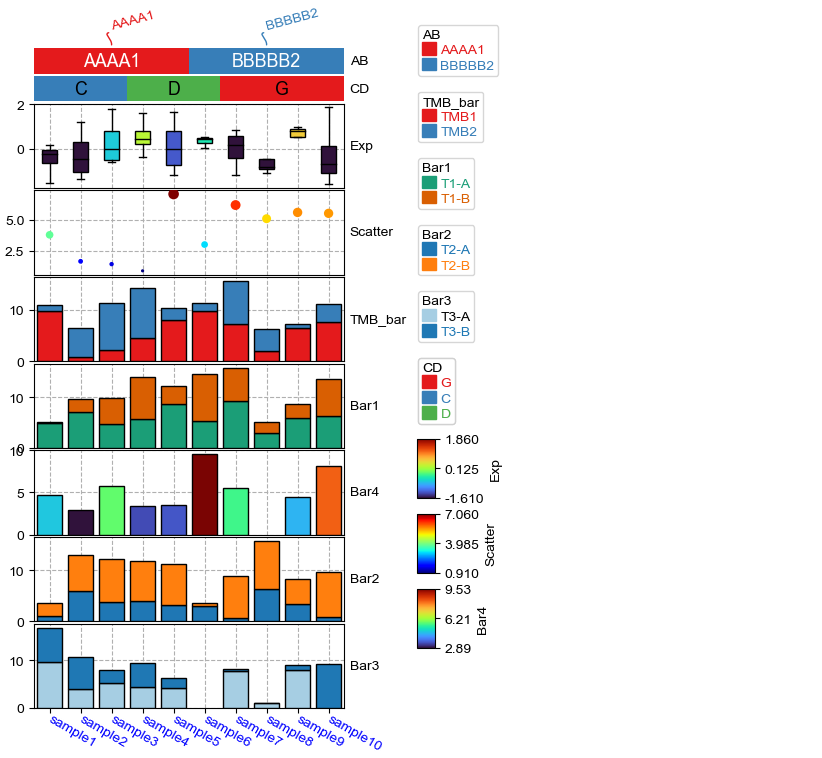 AAAA1 BBBBB2
AAAA1 BBBBB2 AB
C D G CD
2
0
Exp
5.0
2.5
Scatter
10
0
TMB_bar
10
0
Bar1
10
5
0
Bar4
10
0
Bar2
10
0
Bar3
sample1 sample2 sample3 sample4 sample5 sample6 sample7 sample8 sample9 sample10
AB
AAAA1
BBBBB2
TMB_bar
TMB1
TMB2
Bar1
T1-A
T1-B
Bar2
T2-A
T2-B
Bar3
T3-A
T3-B
CD
G
C
D
1.860
0.125
-1.610
Exp
7.060
3.985
0.910
Scatter
9.53
6.21
2.89
Bar4